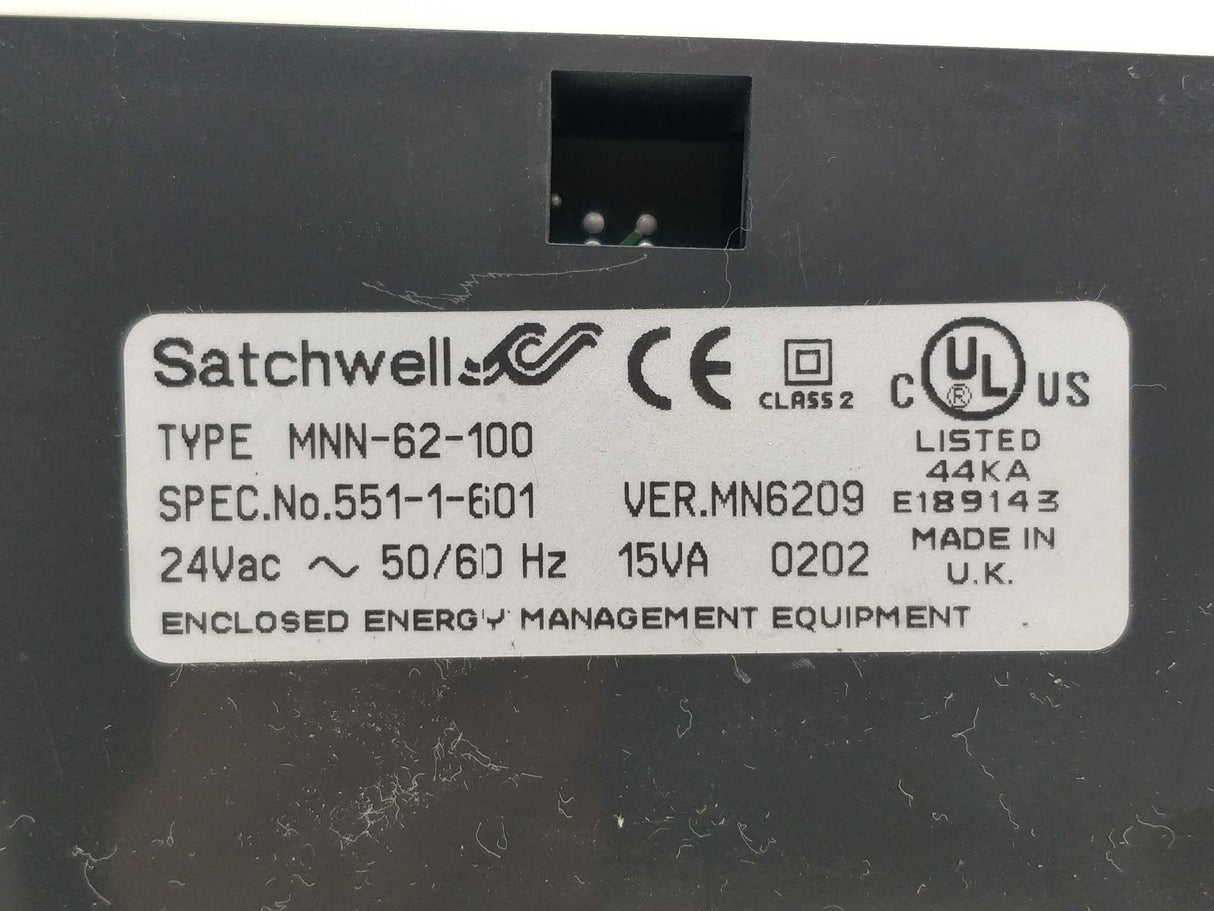 Satchwell CE CLASS 2 C UL® US
TYPE MNN-62-100 LISTED
44KA
SPEC.No.551-1-601 VER.MN6209 E189143
24Vac ~ 50/60 Hz 15VA 0202 MADE IN
U.K.
ENCLOSED ENERGY MANAGEMENT EQUIPMENT